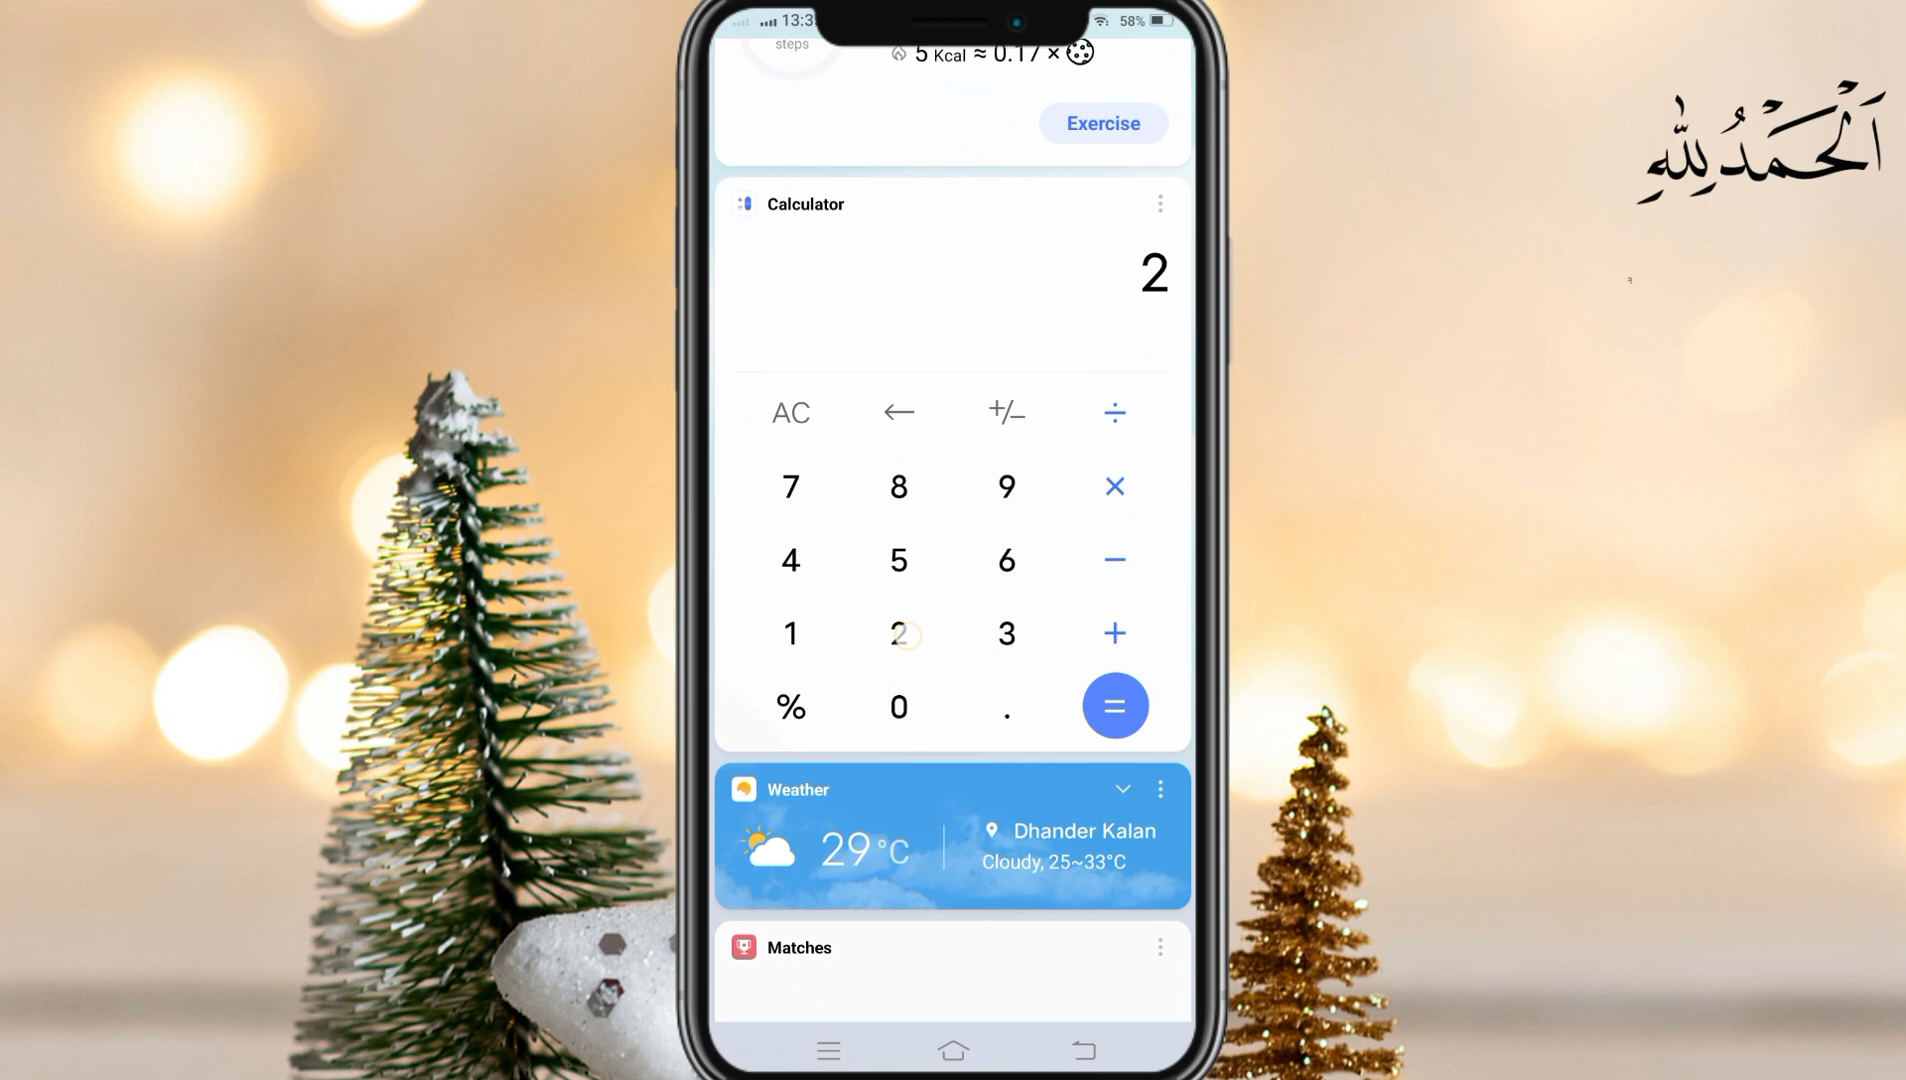 13:3
58%
steps
5 Kcal ≈ 0.17 ×
Exercise
Calculator
2
AC ← +/− ÷
7 8 9 ×
4 5 6 −
1 2 3 +
% 0 . =
Weather
29 °C
Dhander Kalan
Cloudy, 25~33°C
Matches
اَلْحَمْدُلِلّٰهِ